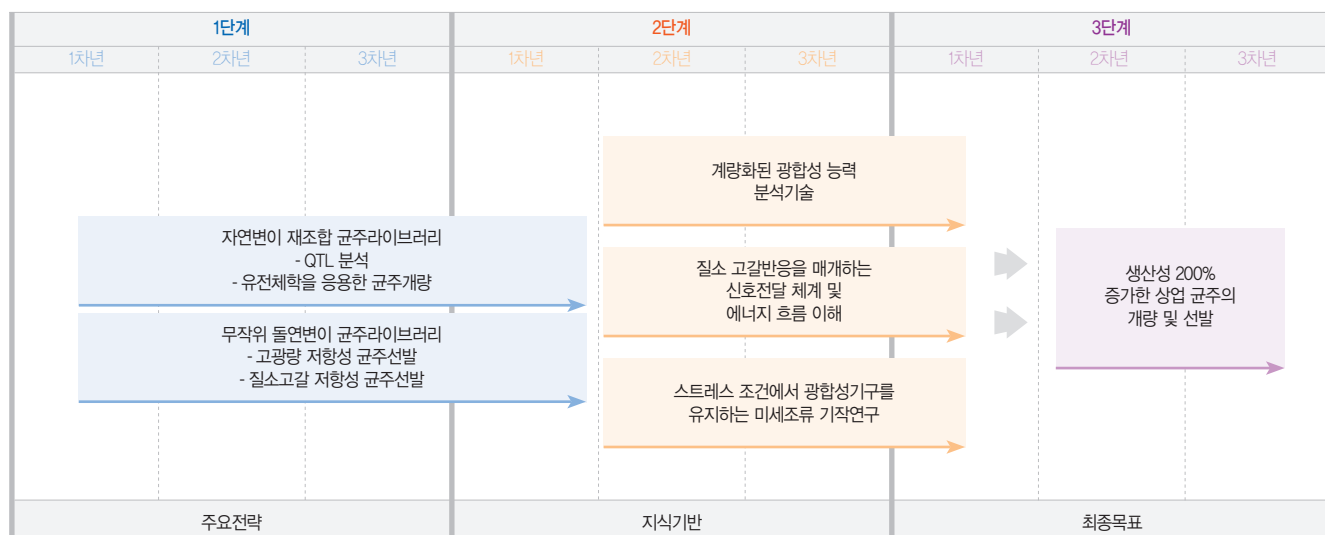 1단계
2단계
3단계
1차년
2차년
3차년
1차년
2차년
3차년
1차년
2차년
3차년
자연변이 재조합 균주라이브러리
- QTL 분석
- 유전체학을 응용한 균주개량
무작위 돌연변이 균주라이브러리
- 고광량 저항성 균주선발
- 질소고갈 저항성 균주선발
계량화된 광합성 능력
분석기술
질소 고갈반응을 매개하는
신호전달 체계 및
에너지 흐름 이해
스트레스 조건에서 광합성기구를
유지하는 미세조류 기작연구
생산성 200%
증가한 상업 균주의
개량 및 선발
주요전략
지식기반
최종목표